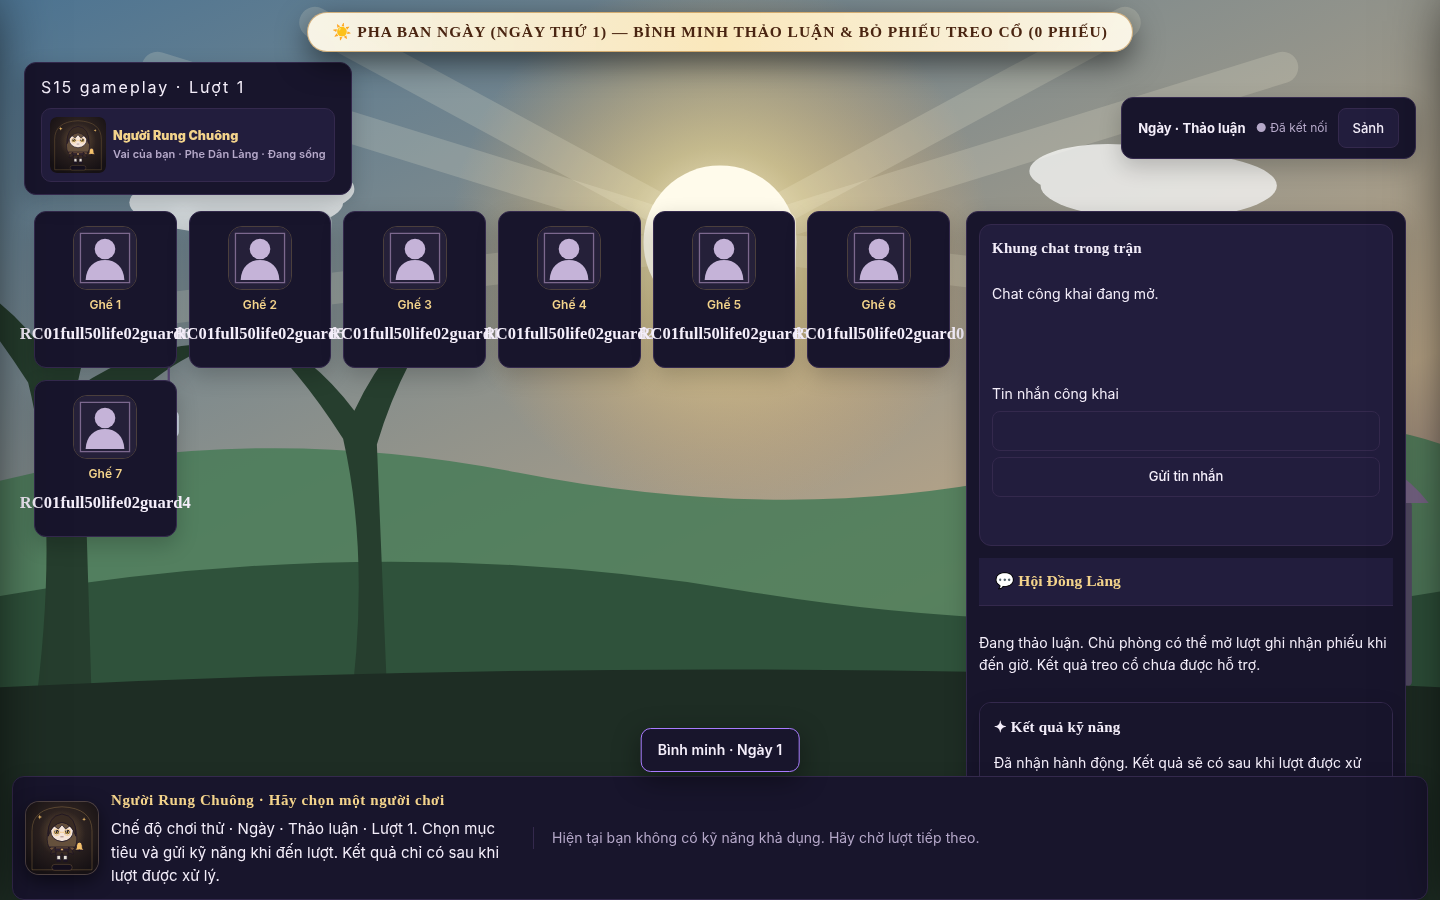 ☀️ PHA BAN NGÀY (NGÀY THỨ 1) — BÌNH MINH THẢO LUẬN & BỎ PHIẾU TREO CỔ (0 PHIẾU)
S15 gameplay · Lượt 1
Người Rung Chuông
Vai của bạn · Phe Dân Làng · Đang sống
Ngày · Thảo luận
Đã kết nối
Sảnh
Ghế 1
Ghế 2
Ghế 3
Ghế 4
Ghế 5
Ghế 6
RC01full50life02guard
C01full50life02guard
C01full50life02guard
C01full50life02guard
C01full50life02guard
C01full50life02guard0
Ghế 7
RC01full50life02guard4
Khung chat trong trận
Chat công khai đang mở.
Tin nhắn công khai
Gửi tin nhắn
💬 Hội Đồng Làng
Đang thảo luận. Chủ phòng có thể mở lượt ghi nhận phiếu khi
đến giờ. Kết quả treo cổ chưa được hỗ trợ.
✦ Kết quả kỹ năng
Đã nhận hành động. Kết quả sẽ có sau khi lượt được xử
Bình minh · Ngày 1
Người Rung Chuông · Hãy chọn một người chơi
Chế độ chơi thử · Ngày · Thảo luận · Lượt 1. Chọn mục
tiêu và gửi kỹ năng khi đến lượt. Kết quả chỉ có sau khi
lượt được xử lý.
Hiện tại bạn không có kỹ năng khả dụng. Hãy chờ lượt tiếp theo.